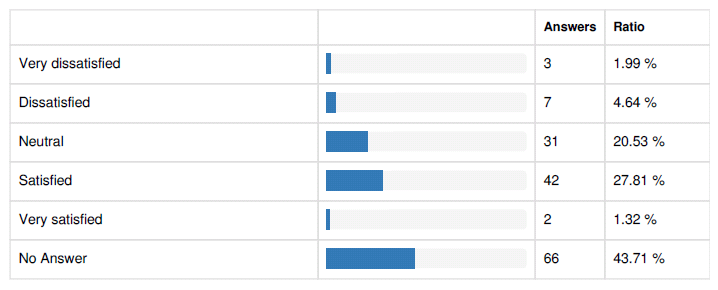 Answers Ratio
Very dissatisfied 3 1.99 %
Dissatisfied 7 4.64 %
Neutral 31 20.53 %
Satisfied 42 27.81 %
Very satisfied 2 1.32 %
No Answer 66 43.71 %